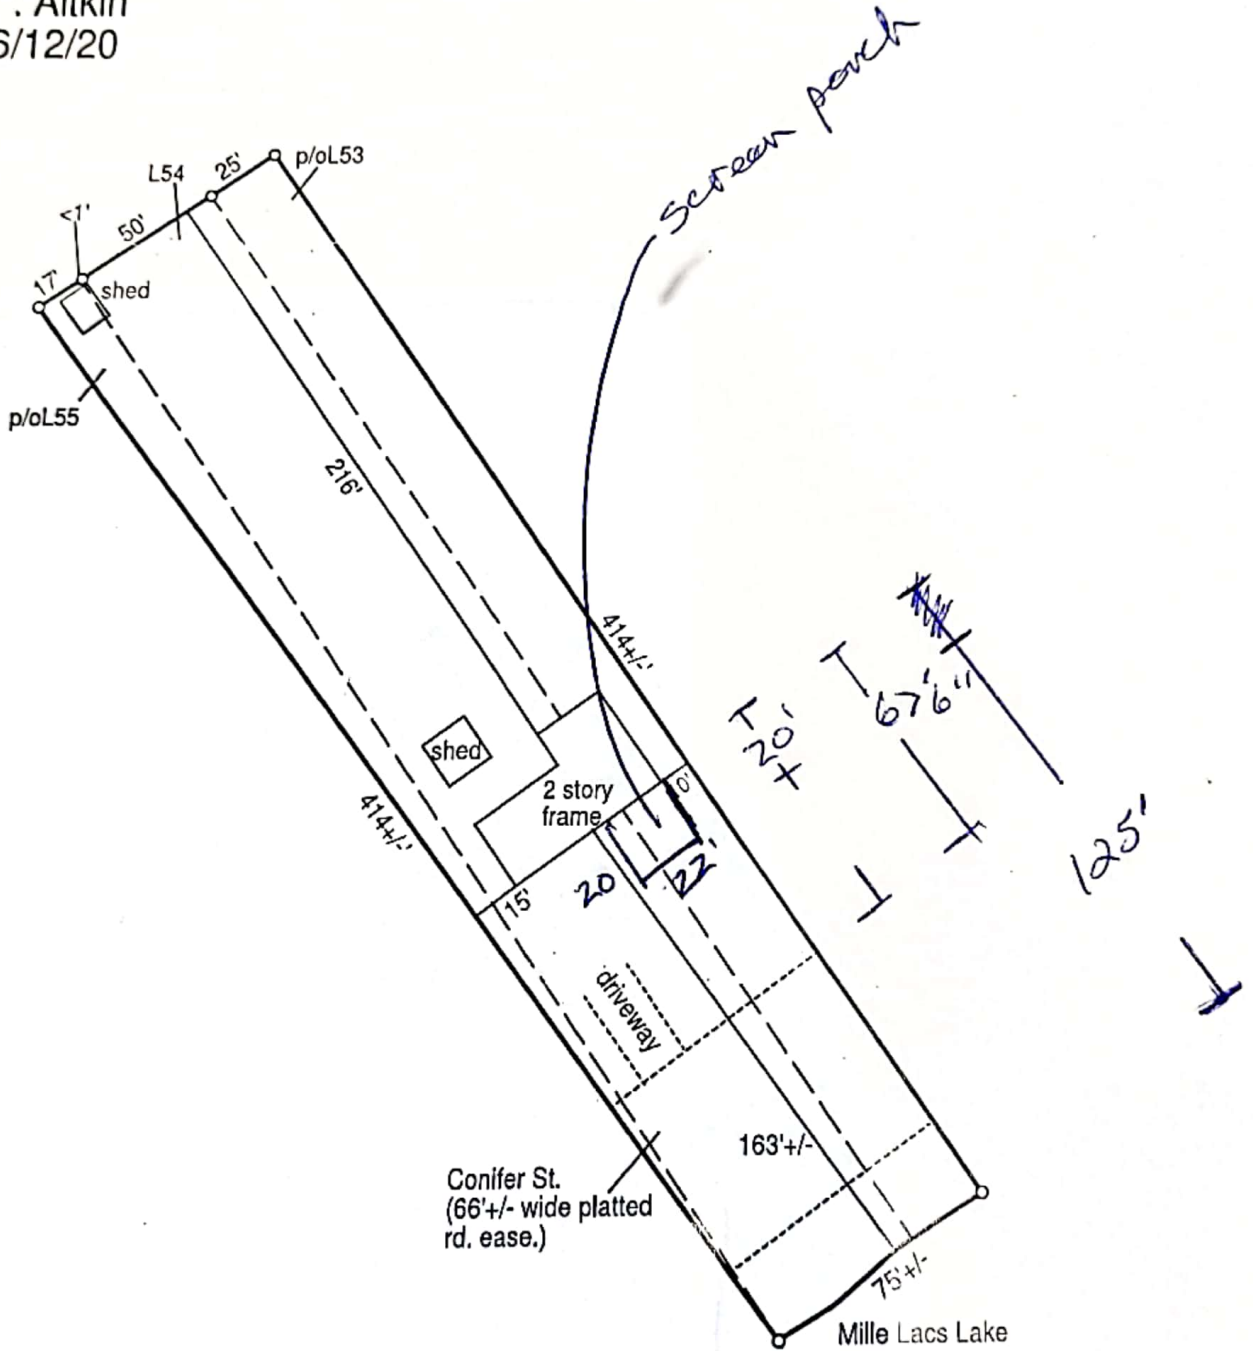 . Aitkin
6/12/20
screen porch
p/oL53
25'
L54
50'
<1'
17'
shed
p/oL55
216'
414+/-'
67'6"
20'
shed
2 story
frame
0'
414+/-'
125'
20
22'
15'
driveway
163'+/-
Conifer St.
(66'+/- wide platted
rd. ease.)
75'+/-
Mille Lacs Lake